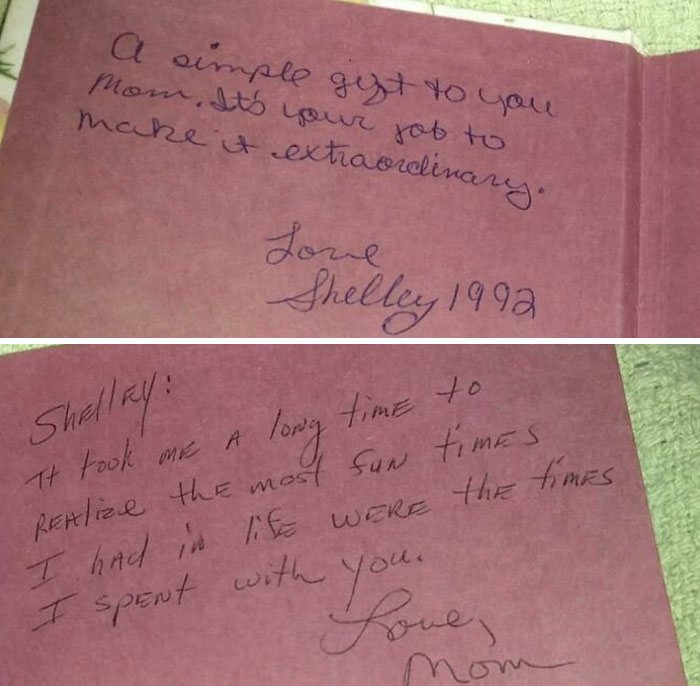 A simple gift to you
Mom. It's your job to
make it extraordinary.
Love
Shelley 1992
Shelley:
It took me a long time to
realize the most fun times
I had in life were the times
I spent with you.
Love,
Mom